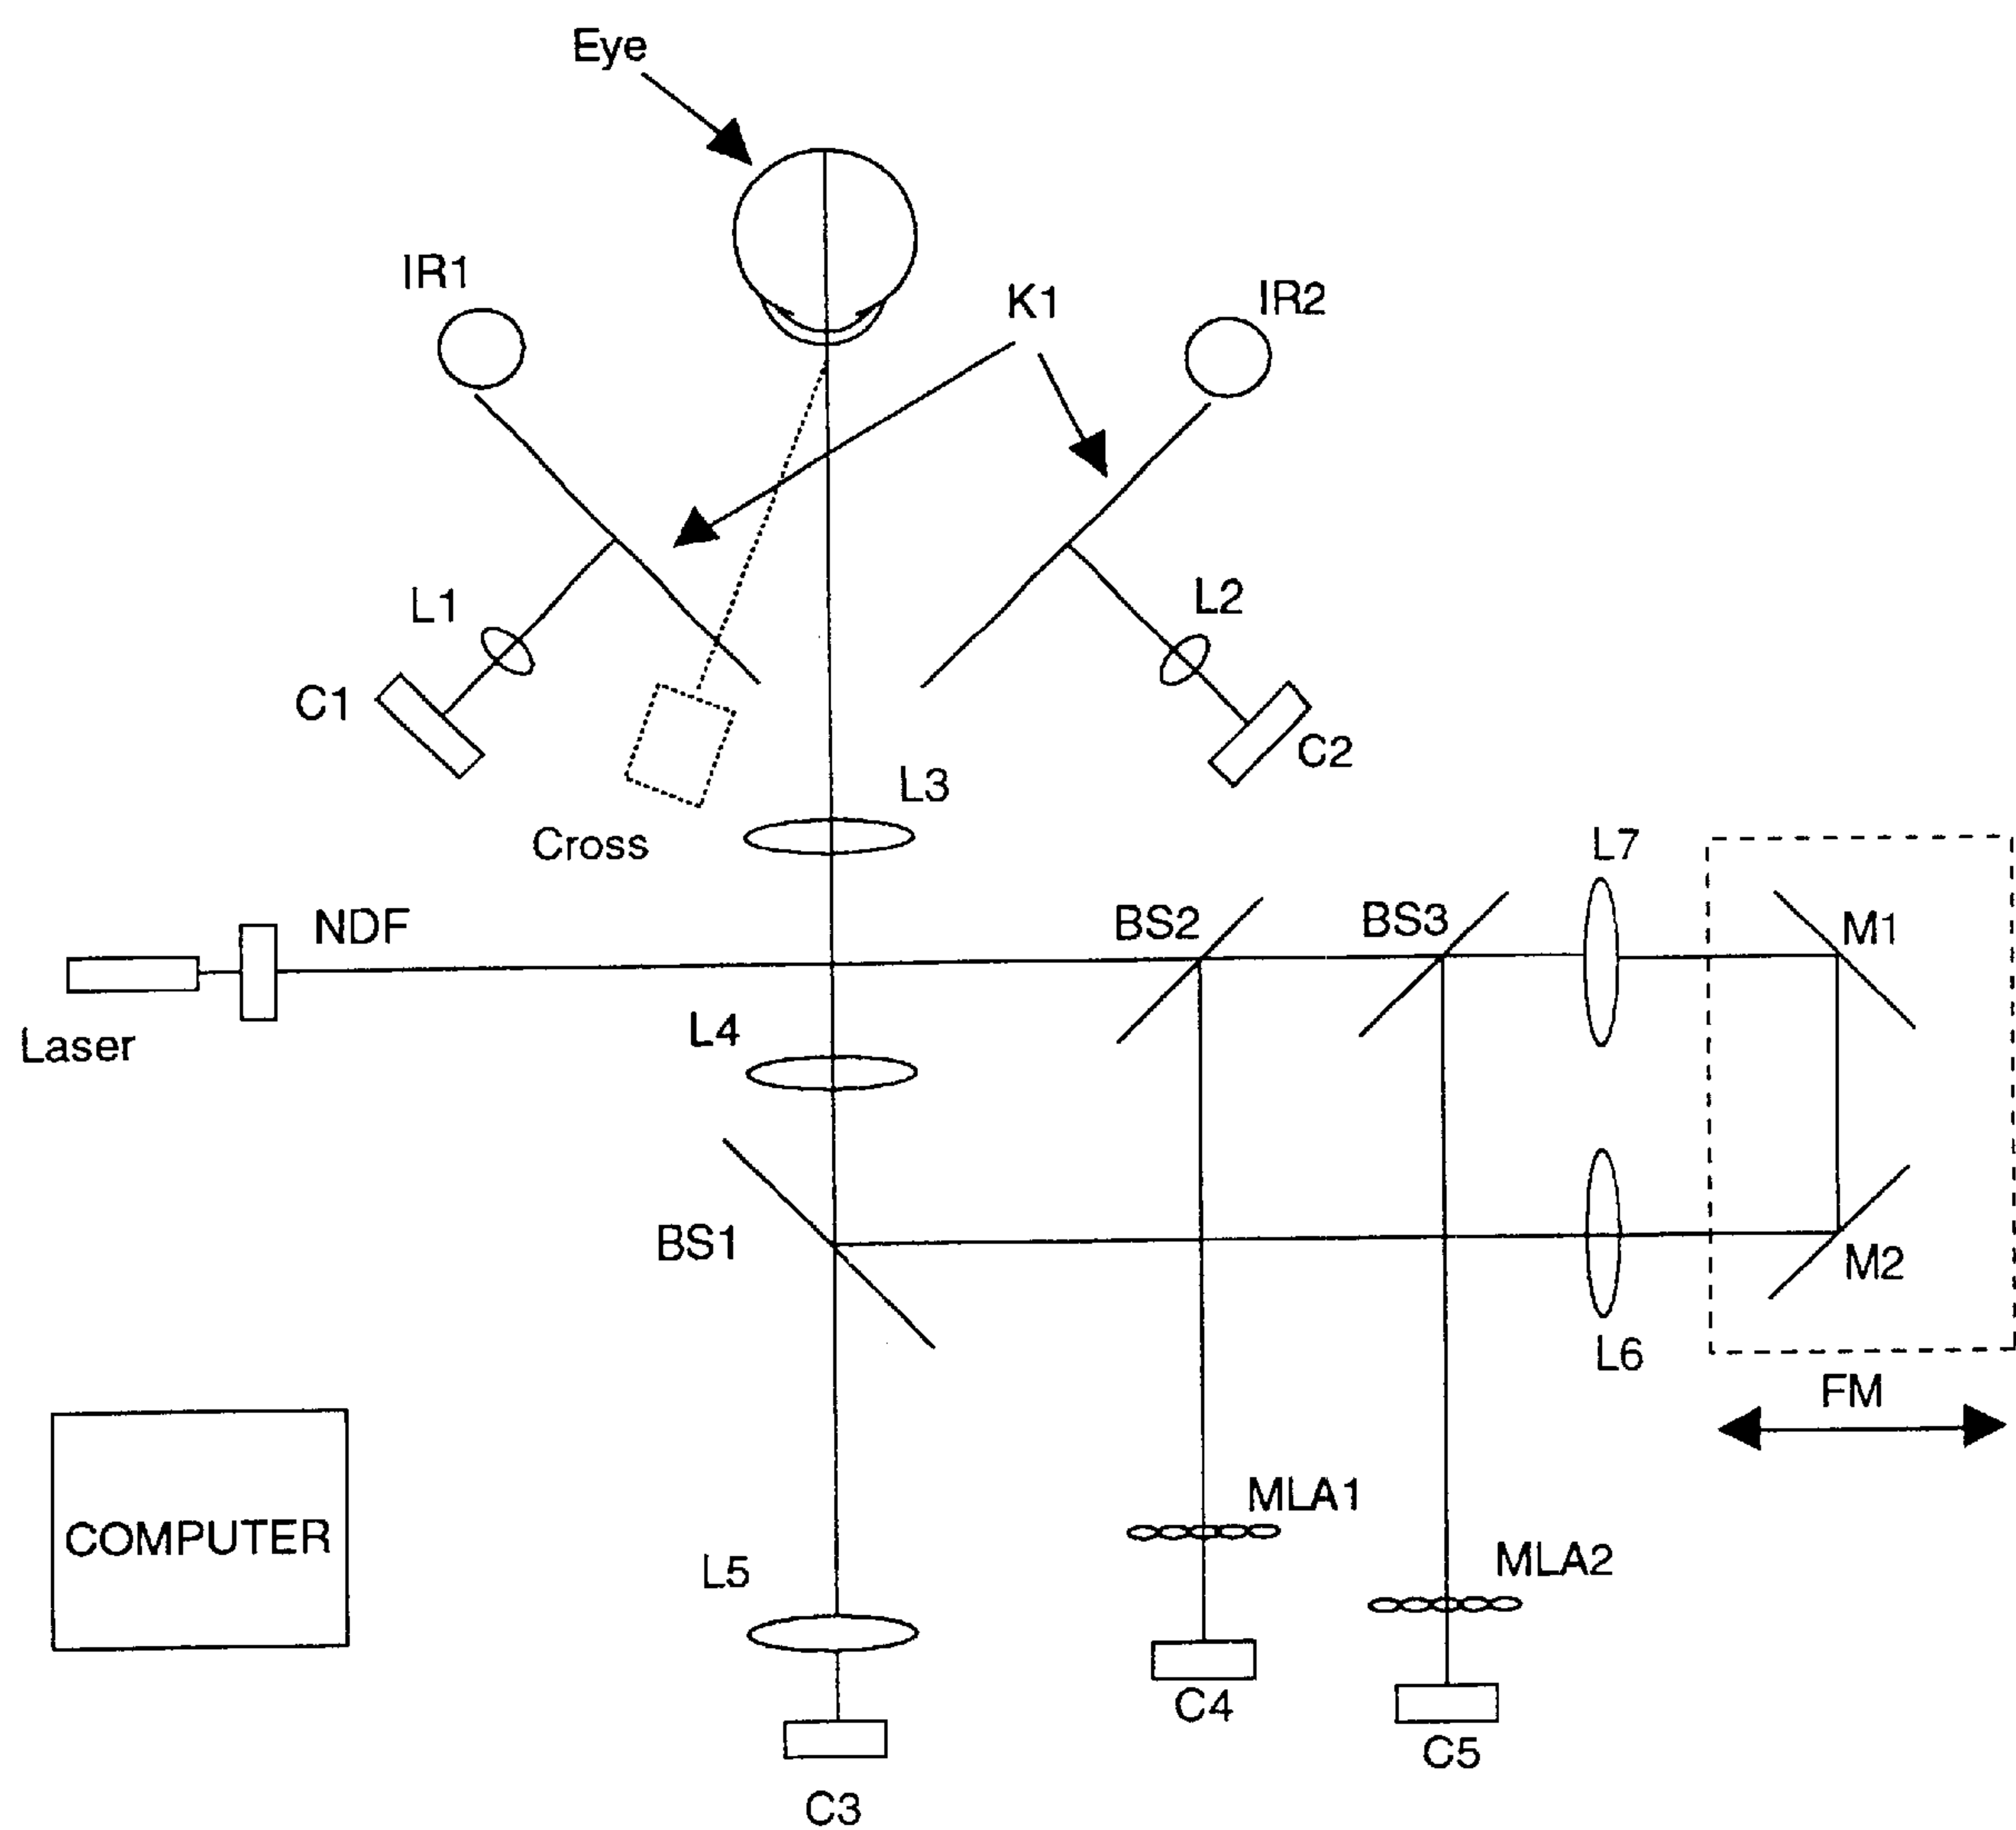 Eye
IR1
K1
IR2
L1
L2
C1
C2
L3
Cross
L7
NDF
BS2
BS3
M1
Laser
L4
BS1
M2
L6
FM
MLA1
COMPUTER
L5
MLA2
C4
C5
C3